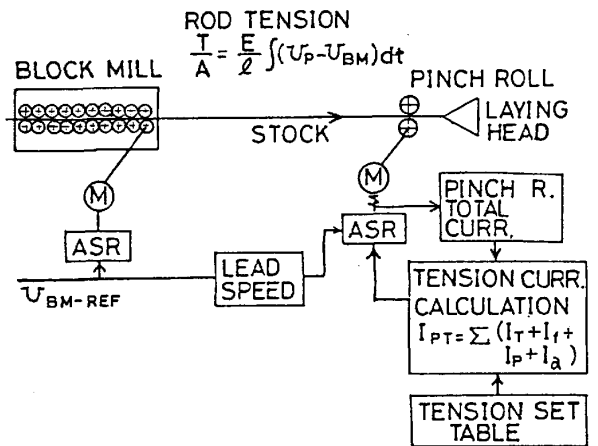 ROD TENSION
T/A = E/ℓ ∫(υP-υBM)dt
BLOCK MILL
PINCH ROLL
STOCK
LAYING
HEAD
M
M
PINCH R.
TOTAL
CURR.
ASR
ASR
υBM-REF
LEAD
SPEED
TENSION CURR.
CALCULATION
IPT= Σ (IT+If+
IP+Ia)
TENSION SET
TABLE